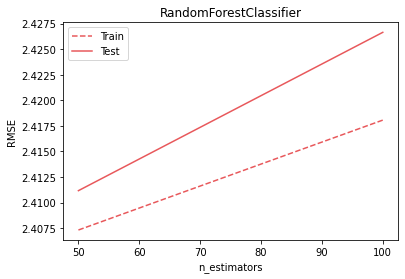 RandomForestClassifier
2.4275
2.4250
2.4225
2.4200
2.4175
2.4150
2.4125
2.4100
2.4075
RMSE
Train
Test
50 60 70 80 90 100
n_estimators